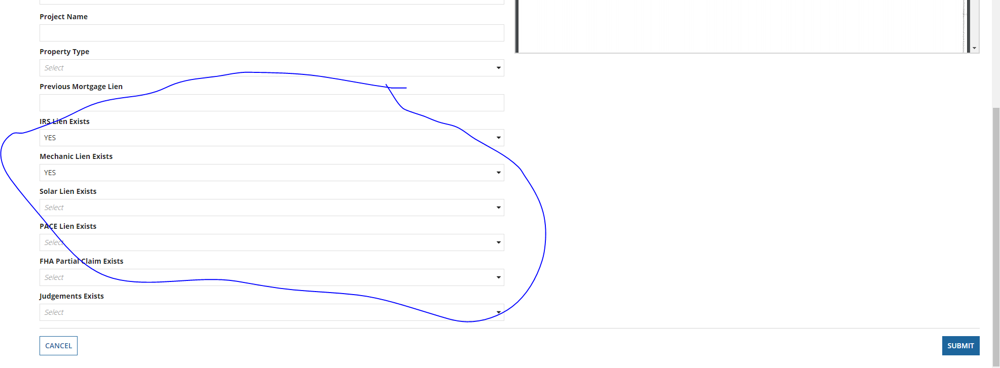 Project Name
Property Type
Select
Previous Mortgage Lien
IRS Lien Exists
YES
Mechanic Lien Exists
YES
Solar Lien Exists
Select
PACE Lien Exists
Select
FHA Partial Claim Exists
Select
Judgements Exists
Select
CANCEL
SUBMIT